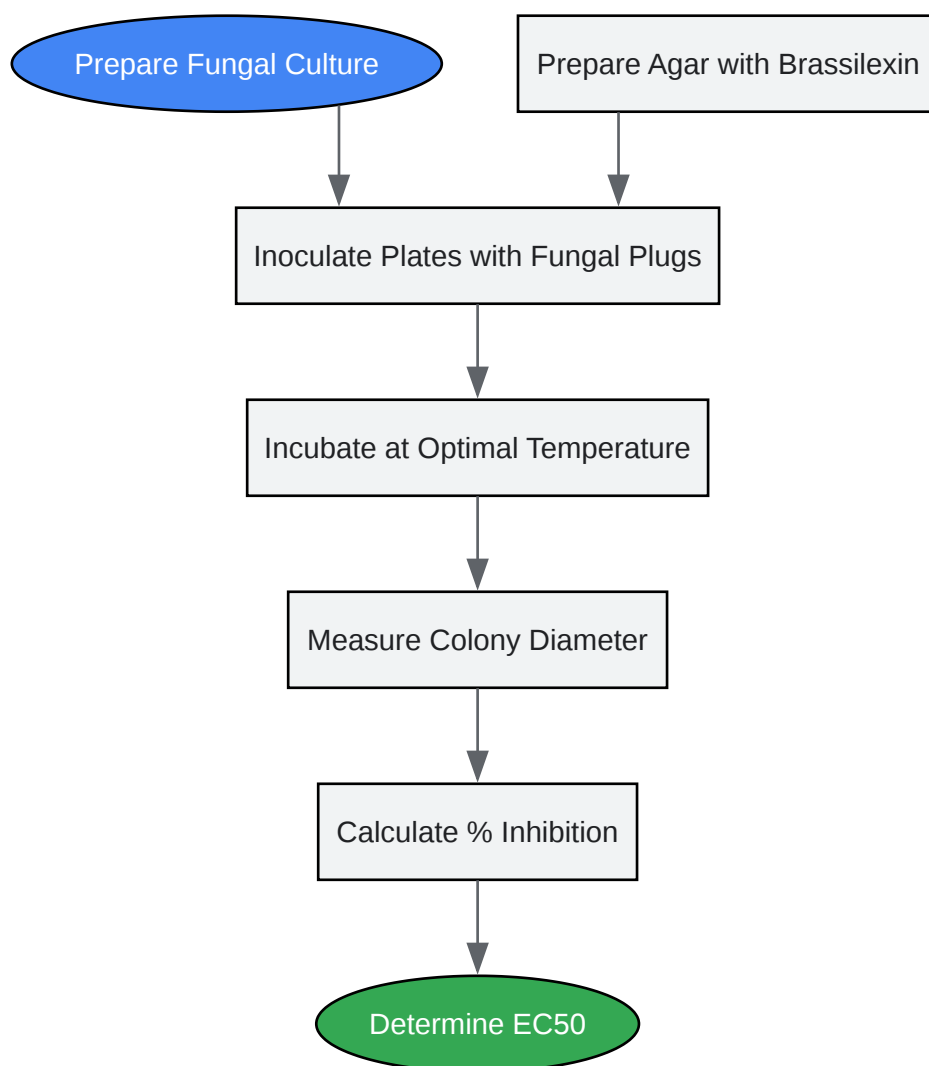 Prepare Fungal Culture
Prepare Agar with Brassilexin
Inoculate Plates with Fungal Plugs
Incubate at Optimal Temperature
Measure Colony Diameter
Calculate % Inhibition
Determine EC50